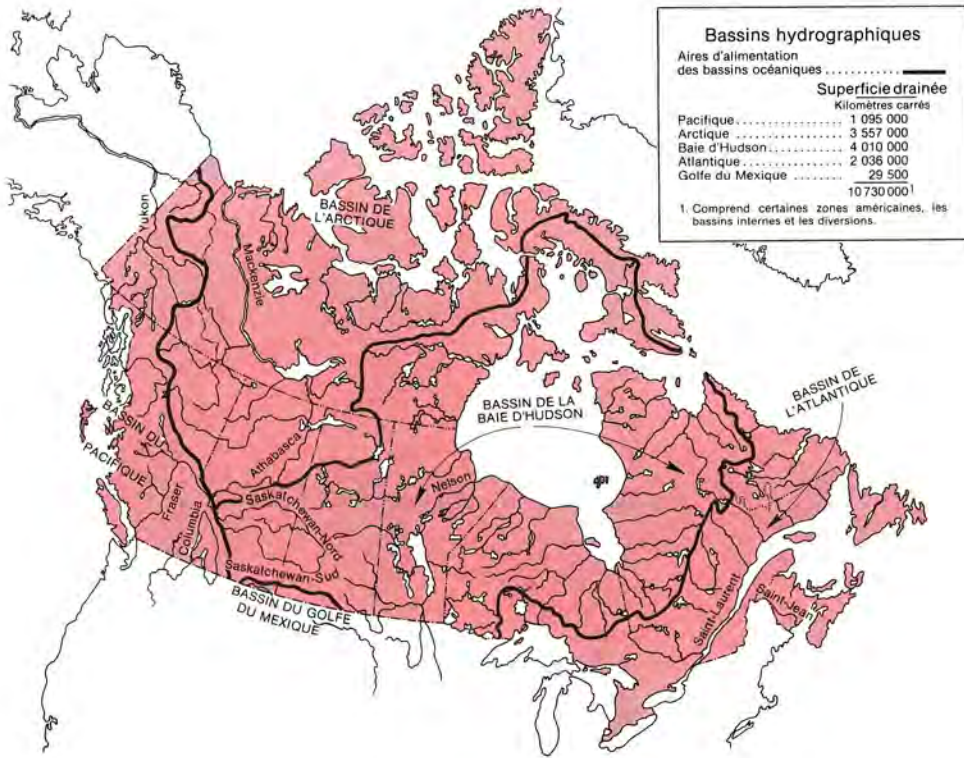 Bassins hydrographiques
Aires d'alimentation
des bassins océaniques ............
Superficie drainée
Kilomètres carrés
Pacifique ................ 1 095 000
Arctique ................ 3 557 000
Baie d'Hudson ........... 4 010 000
Atlantique .............. 2 036 000
Golfe du Mexique ...... 29 500
10 730 000¹
1. Comprend certaines zones américaines, les
bassins internes et les diversions.
BASSIN DE
L'ARCTIQUE
Yukon
Mackenzie
BASSIN DE
L'ATLANTIQUE
BASSIN DE LA
BAIE D'HUDSON
BASSIN DU
PACIFIQUE
Athabasca
Nelson
Saskatchewan-Nord
Fraser
Columbia
Saskatchewan-Sud
BASSIN DU GOLFE
DU MEXIQUE
Saint-Laurent
Saint-Jean